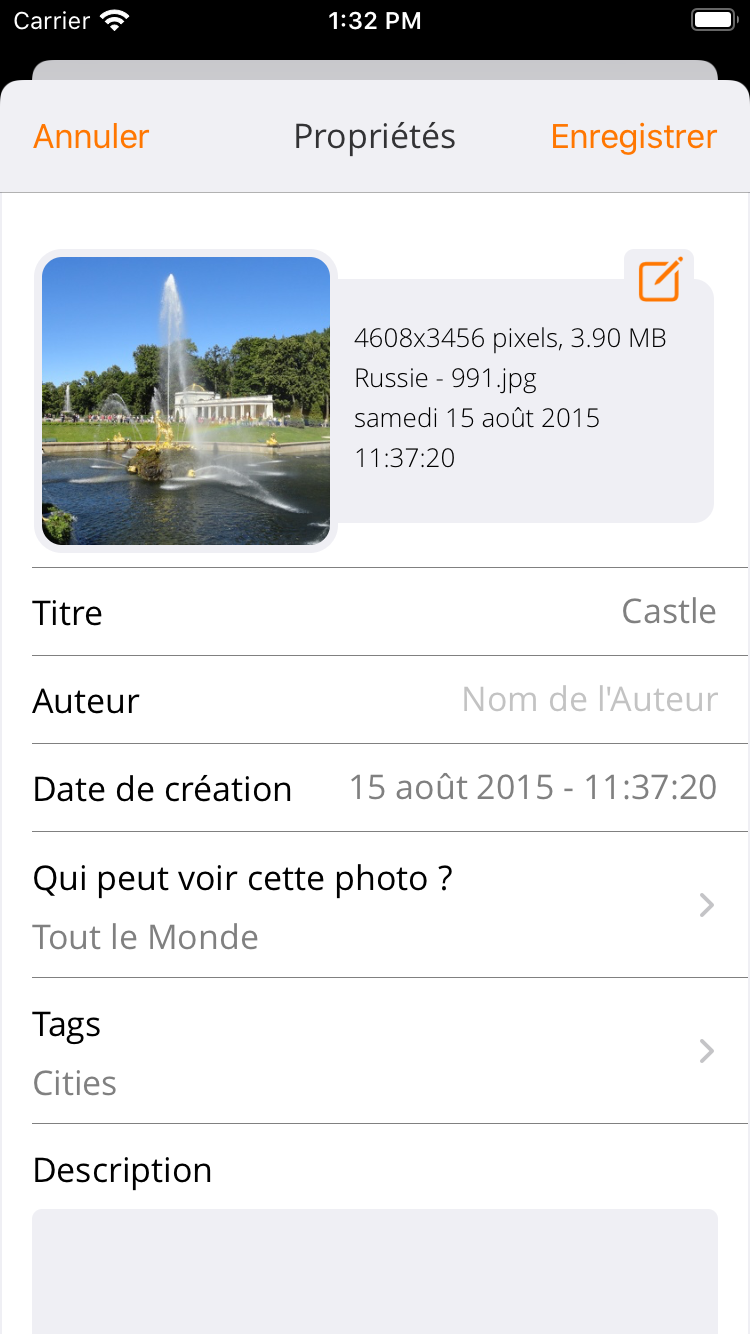 Carrier 1:32 PM
Annuler Propriétés Enregistrer
4608x3456 pixels, 3.90 MB
Russie - 991.jpg
samedi 15 août 2015
11:37:20
Titre Castle
Auteur Nom de l'Auteur
Date de création 15 août 2015 - 11:37:20
Qui peut voir cette photo ?
Tout le Monde
Tags
Cities
Description